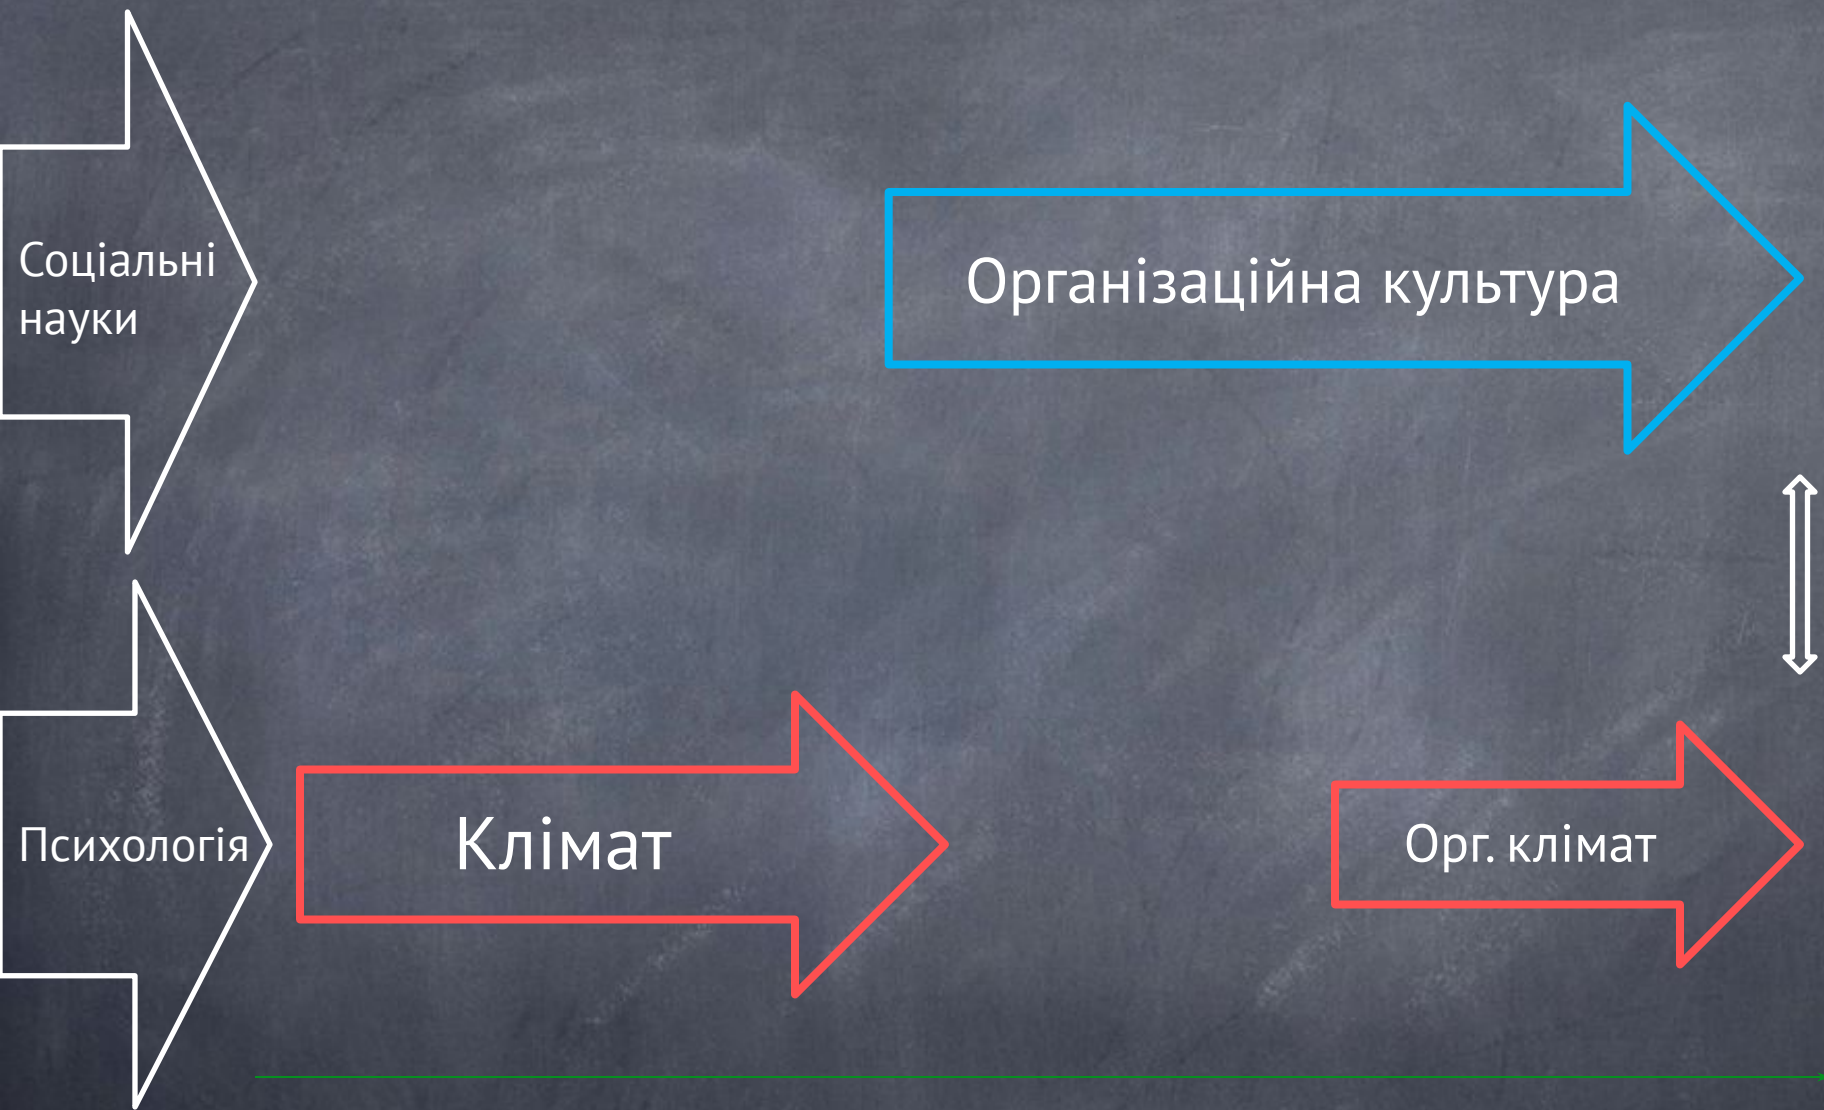 Соціальні
науки
Організаційна культура
Психологія
Клімат
Орг. клімат